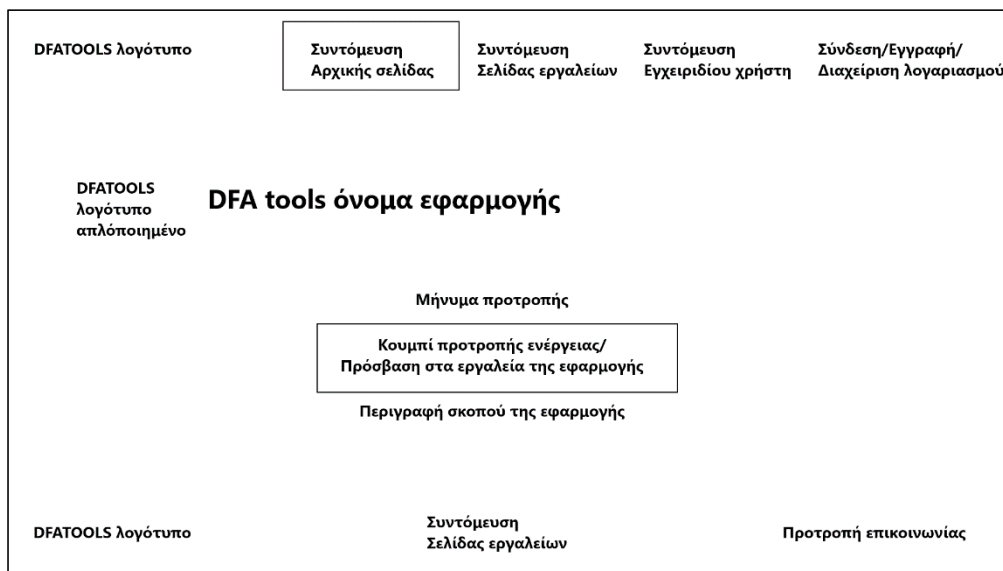 DFATOOLS λογότυπο
Συντόμευση
Αρχικής σελίδας
Συντόμευση
Σελίδας εργαλείων
Συντόμευση
Εγχειριδίου χρήστη
Σύνδεση/Εγγραφή/
Διαχείριση λογαριασμού
DFATOOLS
λογότυπο
απλόποιημένο
DFA tools όνομα εφαρμογής
Μήνυμα προτροπής
Κουμπί προτροπής ενέργειας/
Πρόσβαση στα εργαλεία της εφαρμογής
Περιγραφή σκοπού της εφαρμογής
DFATOOLS λογότυπο
Συντόμευση
Σελίδας εργαλείων
Προτροπή επικοινωνίας